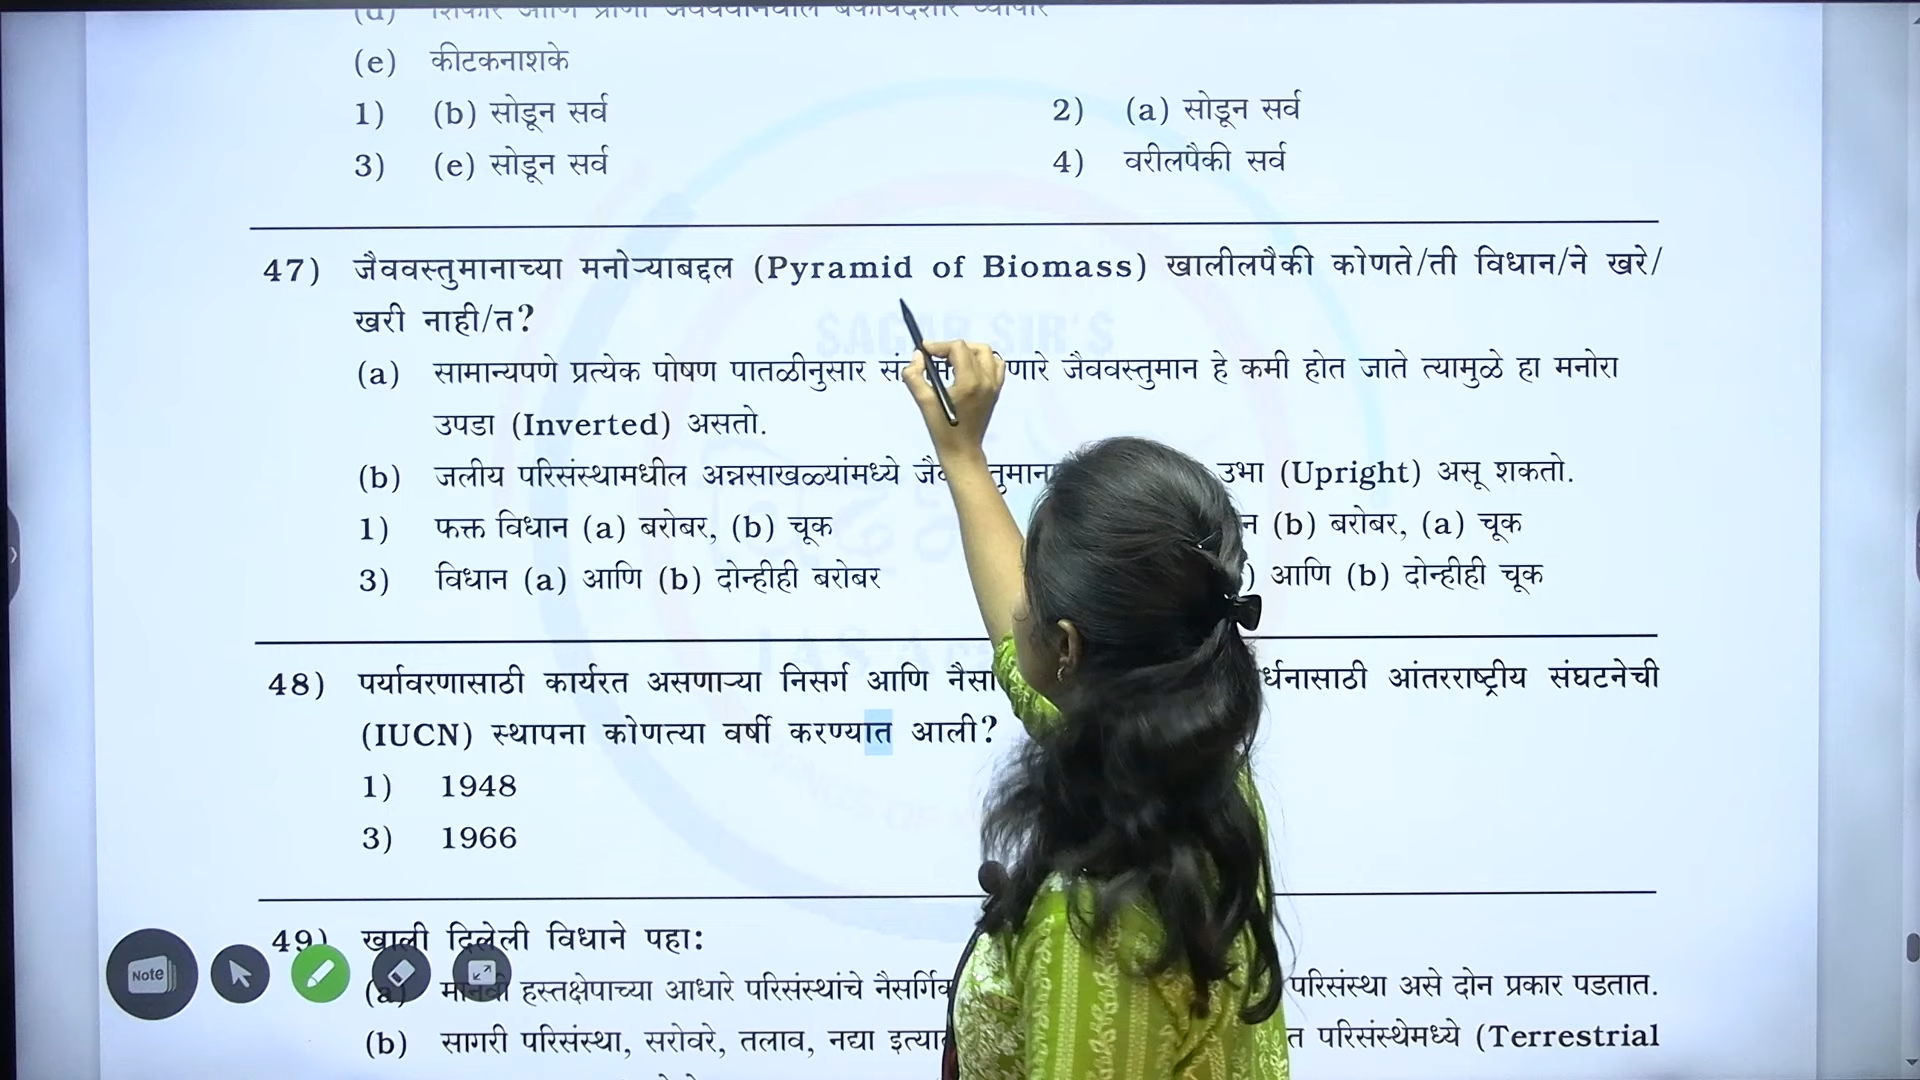 (e) कीटकनाशके
1) (b) सोडून सर्व 2) (a) सोडून सर्व
3) (e) सोडून सर्व 4) वरीलपैकी सर्व
47) जैववस्तुमानाच्या मनोऱ्याबद्दल (Pyramid of Biomass) खालीलपैकी कोणते/ती विधान/ने खरे/
खरी नाही/त?
SAGAR SIR'S
(a) सामान्यपणे प्रत्येक पोषण पातळीनुसार जैववस्तुमान हे कमी होत जाते त्यामुळे हा मनोरा
उपडा (Inverted) असतो.
(b) जलीय परिसंस्थामधील अन्नसाखळ्यांमध्ये उभा (Upright) असू शकतो.
1) फक्त विधान (a) बरोबर, (b) चूक (b) बरोबर, (a) चूक
3) विधान (a) आणि (b) दोन्हीही बरोबर आणि (b) दोन्हीही चूक
48) पर्यावरणासाठी कार्यरत असणाऱ्या निसर्ग आणि आंतरराष्ट्रीय संघटनेची
(IUCN) स्थापना कोणत्या वर्षी करण्यात आली?
1) 1948
3) 1966
49) खाली दिलेली विधाने पहा:
Note
(a) मानवी हस्तक्षेपाच्या आधारे परिसंस्थांचे परिसंस्था असे दोन प्रकार पडतात.
(b) सागरी परिसंस्था, सरोवरे, तलाव, नद्या परिसंस्थेमध्ये (Terrestrial